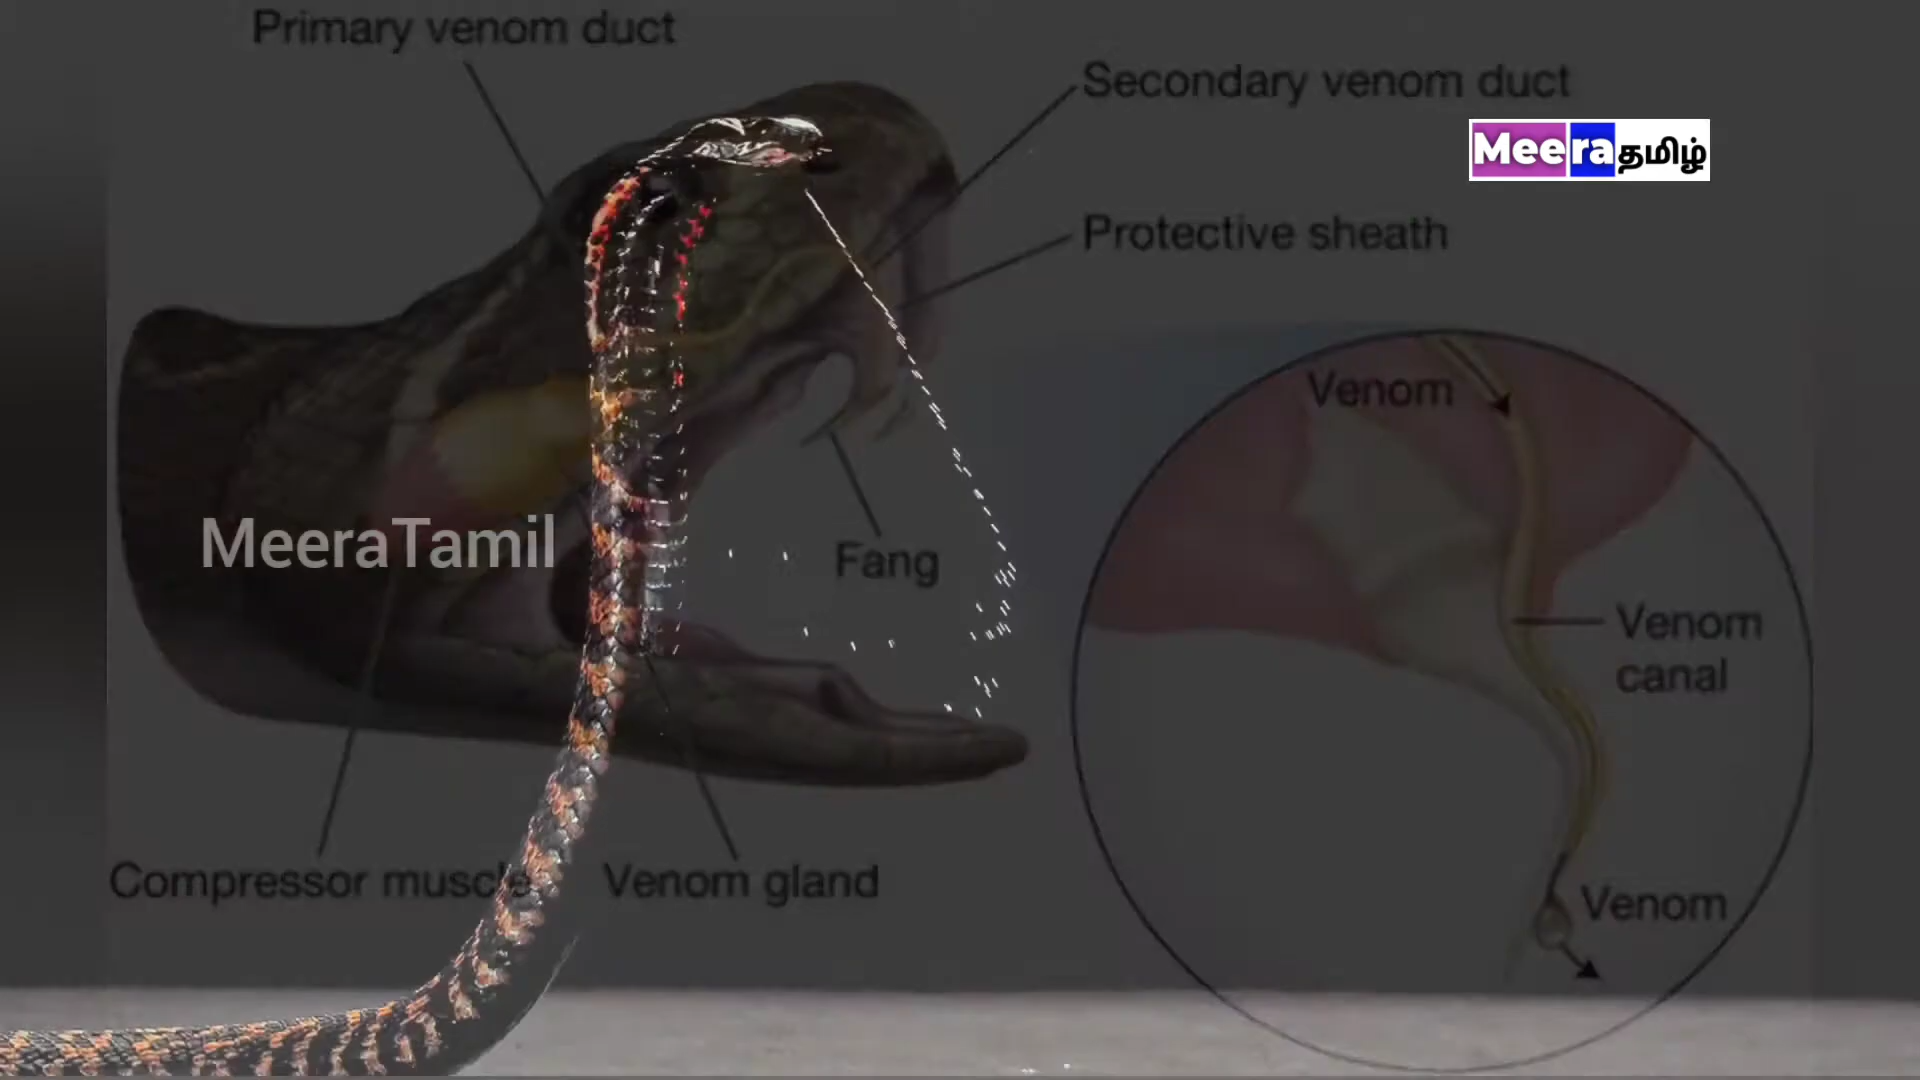 Primary venom duct
Secondary venom duct
Meeraதமிழ்
Protective sheath
Venom
MeeraTamil
Fang
Venom
canal
Compressor muscle
Venom gland
Venom